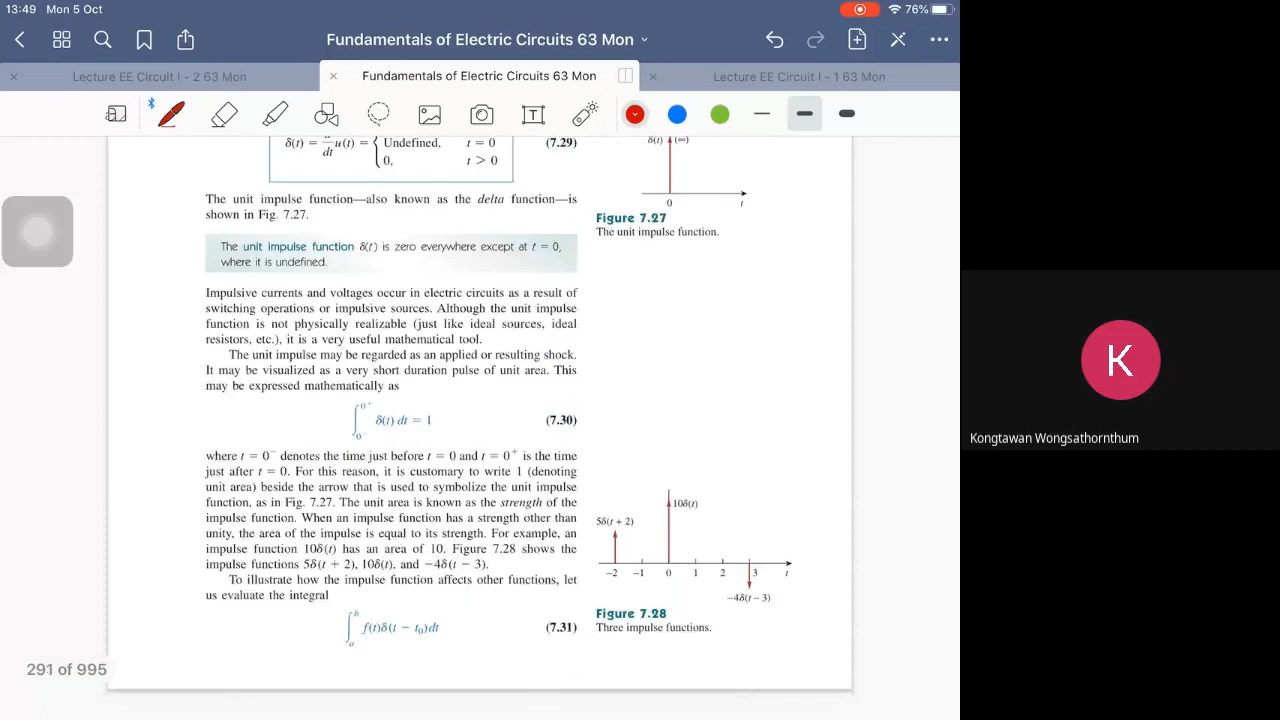 13:49 Mon 5 Oct
76%
Fundamentals of Electric Circuits 63 Mon
Lecture EE Circuit I - 2 63 Mon
Fundamentals of Electric Circuits 63 Mon
Lecture EE Circuit I - 1 63 Mon
T
δ(t) = dt u(t) = { Undefined, t = 0
0, t > 0
(7.29)
The unit impulse function—also known as the delta function—is
shown in Fig. 7.27.
The unit impulse function δ(t) is zero everywhere except at t = 0,
where it is undefined.
Impulsive currents and voltages occur in electric circuits as a result of
switching operations or impulsive sources. Although the unit impulse
function is not physically realizable (just like ideal sources, ideal
resistors, etc.), it is a very useful mathematical tool.
The unit impulse may be regarded as an applied or resulting shock.
It may be visualized as a very short duration pulse of unit area. This
may be expressed mathematically as
∫0⁻0⁺ δ(t) dt = 1 (7.30)
where t = 0⁻ denotes the time just before t = 0 and t = 0⁺ is the time
just after t = 0. For this reason, it is customary to write 1 (denoting
unit area) beside the arrow that is used to symbolize the unit impulse
function, as in Fig. 7.27. The unit area is known as the strength of the
impulse function. When an impulse function has a strength other than
unity, the area of the impulse is equal to its strength. For example, an
impulse function 10δ(t) has an area of 10. Figure 7.28 shows the
impulse functions 5δ(t + 2), 10δ(t), and −4δ(t − 3).
To illustrate how the impulse function affects other functions, let
us evaluate the integral
∫ab f(t)δ(t − t0)dt (7.31)
δ(t) (∞)
0 t
Figure 7.27
The unit impulse function.
10δ(t)
5δ(t + 2)
−2 −1 0 1 2 3 t
−4δ(t − 3)
Figure 7.28
Three impulse functions.
291 of 995
K
Kongtawan Wongsathornthum